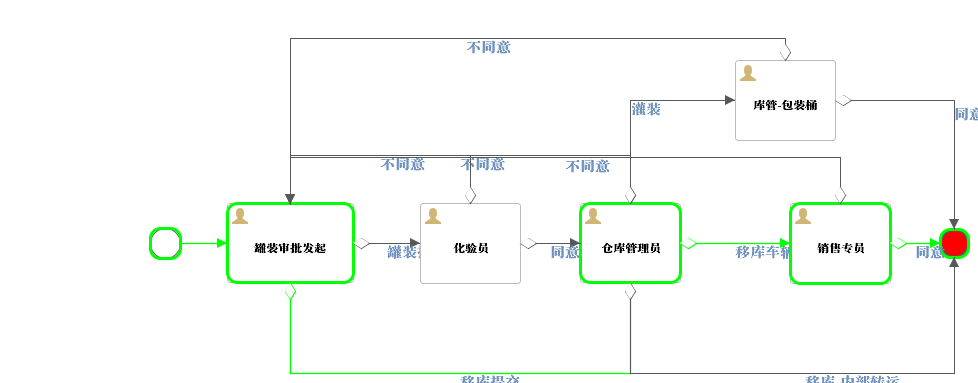 不同意
灌装
库管-包装桶
同意
不同意
不同意
不同意
罐装审批发起
罐装
化验员
同意
仓库管理员
移库车辆
销售专员
同意
移库提交
移库-内部转运